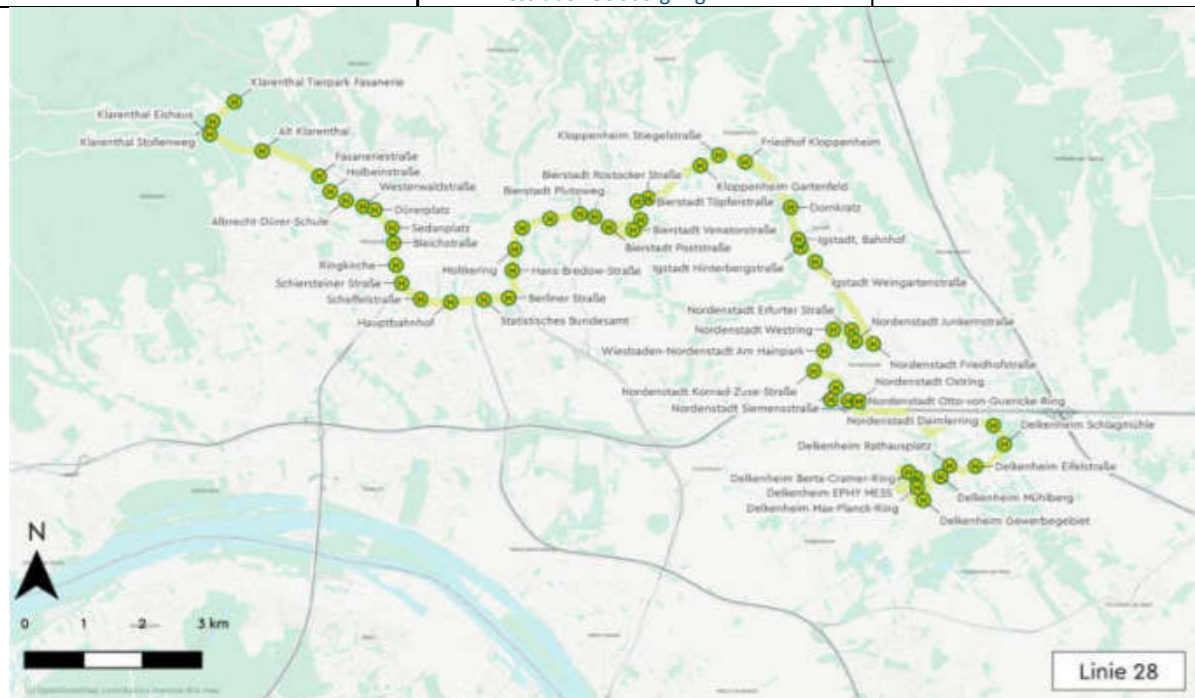 Klarenthal Tierpark Fasanerie
Klarenthal Eishaus
Klarenthal Stollenweg
Alt Klarenthal
Fasaneriestraße
Holbeinstraße
Westerwaldstraße
Albrecht-Dürer-Schule
Dürerplatz
Sedanplatz
Bleichstraße
Ringkirche
Schiersteiner Straße
Scheffelstraße
Hauptbahnhof
Statistisches Bundesamt
Berliner Straße
Hans-Bredow-Straße
Holtkering
Bierstadt Plutoweg
Bierstadt Rostocker Straße
Bierstadt Töpferstraße
Bierstadt Venatorstraße
Bierstadt Poststraße
Kloppenheim Stiegelstraße
Friedhof Kloppenheim
Kloppenheim Gartenfeld
Dornkratz
Igstadt, Bahnhof
Igstadt Hinterbergstraße
Igstadt Weingartenstraße
Nordenstadt Erfurter Straße
Nordenstadt Westring
Nordenstadt Junkernstraße
Wiesbaden-Nordenstadt Am Hainpark
Nordenstadt Friedhofstraße
Nordenstadt Konrad-Zuse-Straße
Nordenstadt Ostring
Nordenstadt Otto-von-Guericke Ring
Nordenstadt Siemensstraße
Nordenstadt Daimlerring
Delkenheim Schlagmühle
Delkenheim Rathausplatz
Delkenheim Eifelstraße
Delkenheim Berta-Cramer-Ring
Delkenheim EPHY MESS
Delkenheim Mühlberg
Delkenheim Max-Planck-Ring
Delkenheim Gewerbegebiet
N
0 1 2 3 km
Linie 28